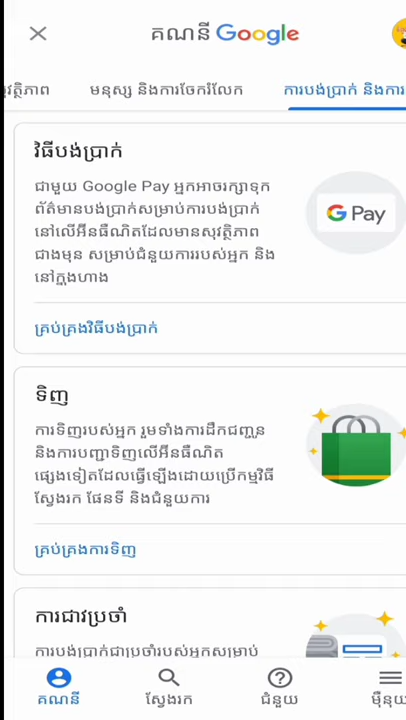 គណនី Google
មនុស្ស និងការចែករំលែក
ការបង់ប្រាក់ និងការ
វិធីបង់ប្រាក់
ជាមួយ Google Pay អ្នកអាចរក្សាទុក
ព័ត៌មានបង់ប្រាក់សម្រាប់ការបង់ប្រាក់
នៅលើអ៊ីនធឺណិតដែលមានសុវត្ថិភាព
ជាងមុន សម្រាប់ជំនួយការរបស់អ្នក និង
នៅក្នុងហាង
G Pay
គ្រប់គ្រងវិធីបង់ប្រាក់
ទិញ
ការទិញរបស់អ្នក រួមទាំងការដឹកជញ្ជូន
និងការបញ្ជាទិញលើអ៊ីនធឺណិត
ផ្សេងទៀតដែលធ្វើឡើងដោយប្រើកម្មវិធី
ស្វែងរក ផែនទី និងជំនួយការ
គ្រប់គ្រងការទិញ
ការជាវប្រចាំ
ការបង់ប្រាក់ជាប្រចាំរបស់អ្នកសម្រាប់
គណនី
ស្វែងរក
ជំនួយ
ម៉ឺនុយ